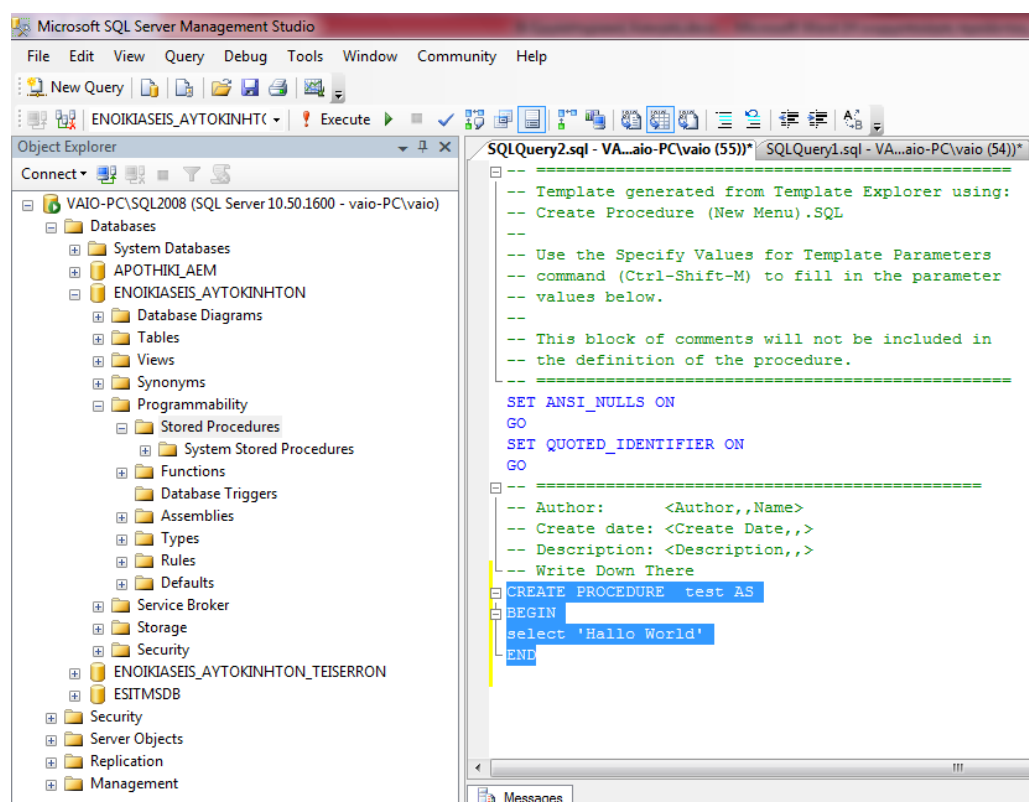 Microsoft SQL Server Management Studio
File Edit View Query Debug Tools Window Community Help
New Query
ENOIKIASEIS_AYTOKINHT( Execute
Object Explorer
Connect
VAIO-PC\SQL2008 (SQL Server 10.50.1600 - vaio-PC\vaio)
Databases
System Databases
APOTHIKI_AEM
ENOIKIASEIS_AYTOKINHTON
Database Diagrams
Tables
Views
Synonyms
Programmability
Stored Procedures
System Stored Procedures
Functions
Database Triggers
Assemblies
Types
Rules
Defaults
Service Broker
Storage
Security
ENOIKIASEIS_AYTOKINHTON_TEISERRON
ESITMSDB
Security
Server Objects
Replication
Management
SQLQuery2.sql - VA...aio-PC\vaio (55))* SQLQuery1.sql - VA...aio-PC\vaio (54))*
-- ================================================
-- Template generated from Template Explorer using:
-- Create Procedure (New Menu).SQL
--
-- Use the Specify Values for Template Parameters
-- command (Ctrl-Shift-M) to fill in the parameter
-- values below.
--
-- This block of comments will not be included in
-- the definition of the procedure.
-- ================================================
SET ANSI_NULLS ON
GO
SET QUOTED_IDENTIFIER ON
GO
-- =============================================
-- Author: <Author,,Name>
-- Create date: <Create Date,,>
-- Description: <Description,,>
-- Write Down There
CREATE PROCEDURE test AS
BEGIN
select 'Hallo World'
END
Messages